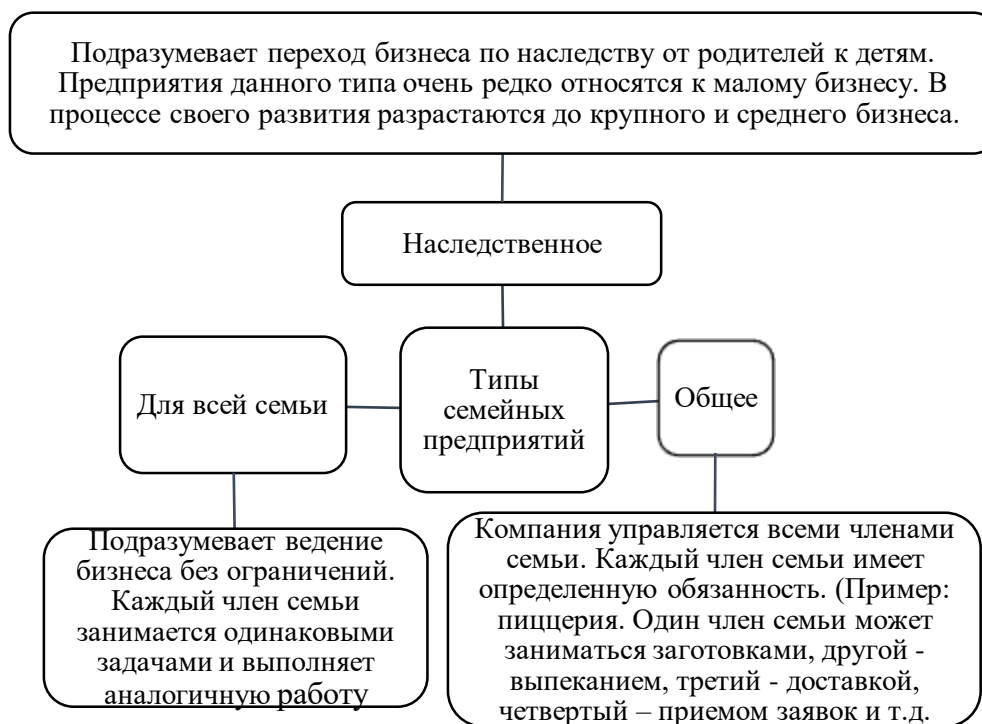 Подразумевает переход бизнеса по наследству от родителей к детям.
Предприятия данного типа очень редко относятся к малому бизнесу. В
процессе своего развития разрастаются до крупного и среднего бизнеса.
Наследственное
Для всей семьи
Типы
семейных
предприятий
Общее
Подразумевает ведение
бизнеса без ограничений.
Каждый член семьи
занимается одинаковыми
задачами и выполняет
аналогичную работу
Компания управляется всеми членами
семьи. Каждый член семьи имеет
определенную обязанность. (Пример:
пиццерия. Один член семьи может
заниматься заготовками, другой -
выпеканием, третий - доставкой,
четвертый – приемом заявок и т.д.